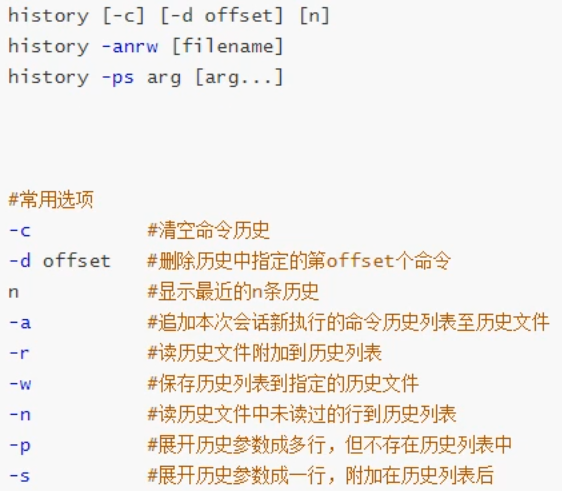 history [-c] [-d offset] [n]
history -anrw [filename]
history -ps arg [arg...]
#常用选项
-c #清空命令历史
-d offset #删除历史中指定的第offset个命令
n #显示最近的n条历史
-a #追加本次会话新执行的命令历史列表至历史文件
-r #读历史文件附加到历史列表
-w #保存历史列表到指定的历史文件
-n #读历史文件中未读过的行到历史列表
-p #展开历史参数成多行，但不存在历史列表中
-s #展开历史参数成一行，附加在历史列表后